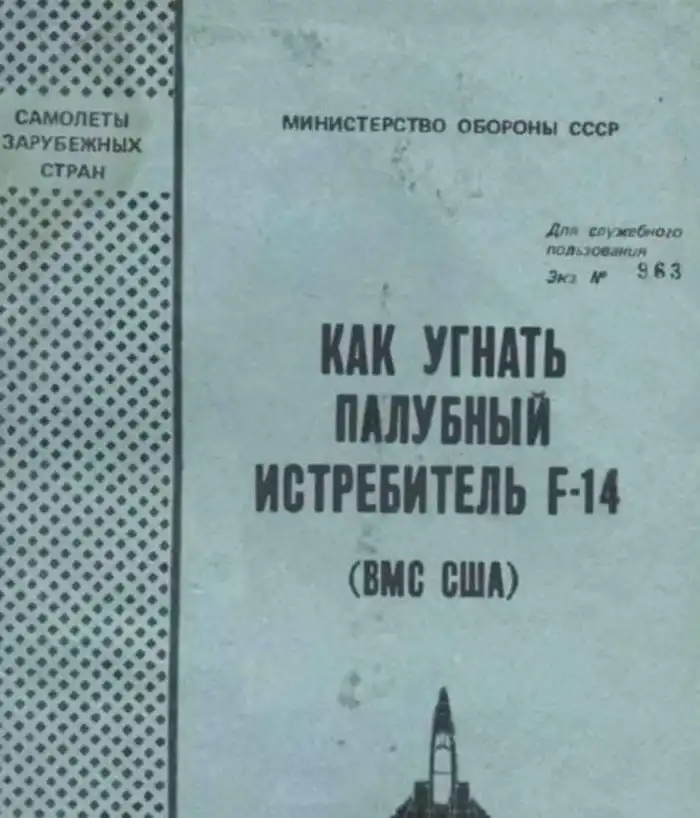 САМОЛЕТЫ
ЗАРУБЕЖНЫХ
СТРАН
МИНИСТЕРСТВО ОБОРОНЫ СССР
Для служебного
пользования
Экз № 963
КАК УГНАТЬ
ПАЛУБНЫЙ
ИСТРЕБИТЕЛЬ F-14
(ВМС США)